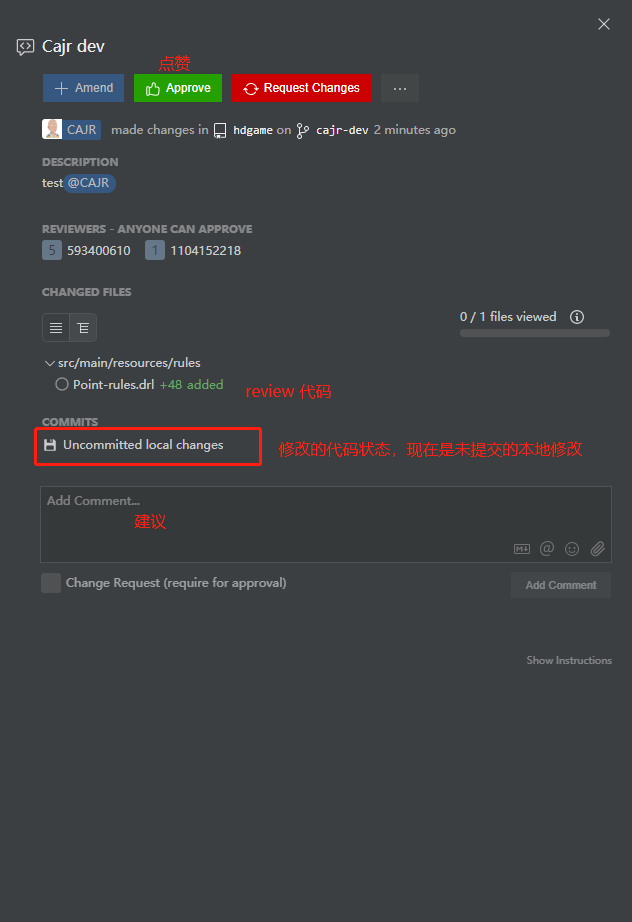 Cajr dev
点赞
Amend Approve Request Changes ...
CAJR made changes in hdgame on cajr-dev 2 minutes ago
DESCRIPTION
test @CAJR
REVIEWERS - ANYONE CAN APPROVE
5 593400610 1 1104152218
CHANGED FILES
0 / 1 files viewed
src/main/resources/rules
Point-rules.drl +48 added
review 代码
COMMITS
Uncommitted local changes
修改的代码状态，现在是未提交的本地修改
Add Comment...
建议
Change Request (require for approval)
Add Comment
Show Instructions